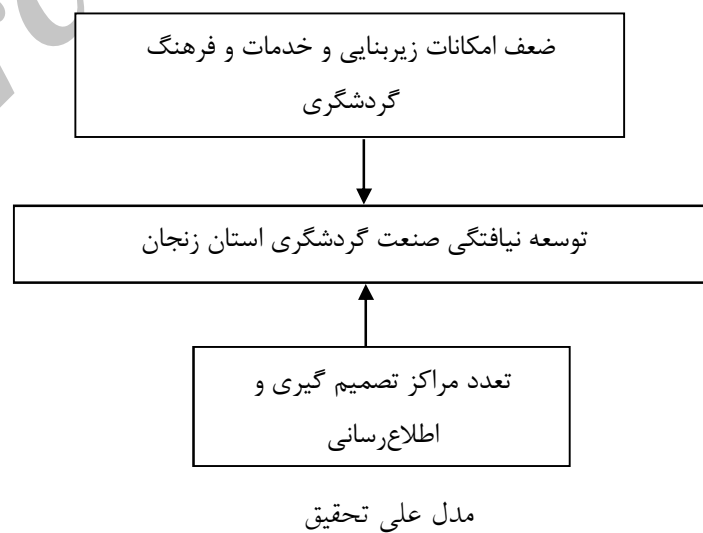 ضعف امکانات زیربنایی و خدمات و فرهنگ
گردشگری
توسعه نیافتگی صنعت گردشگری استان زنجان
تعدد مراکز تصمیم گیری و
اطلاع‌رسانی
مدل علی تحقیق